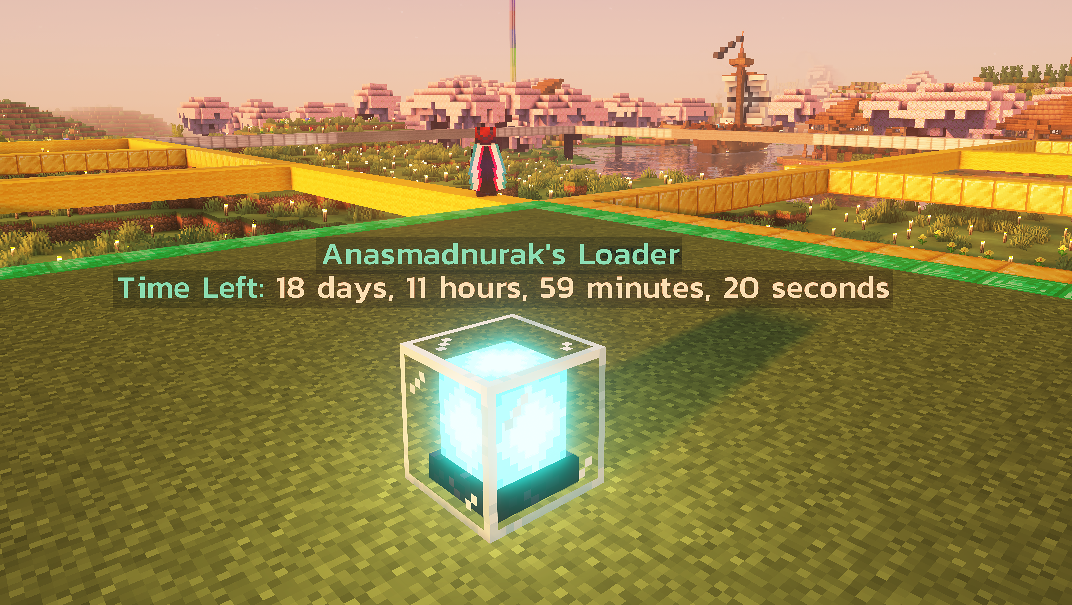 Anasmadnurak's Loader
Time Left: 18 days, 11 hours, 59 minutes, 20 seconds